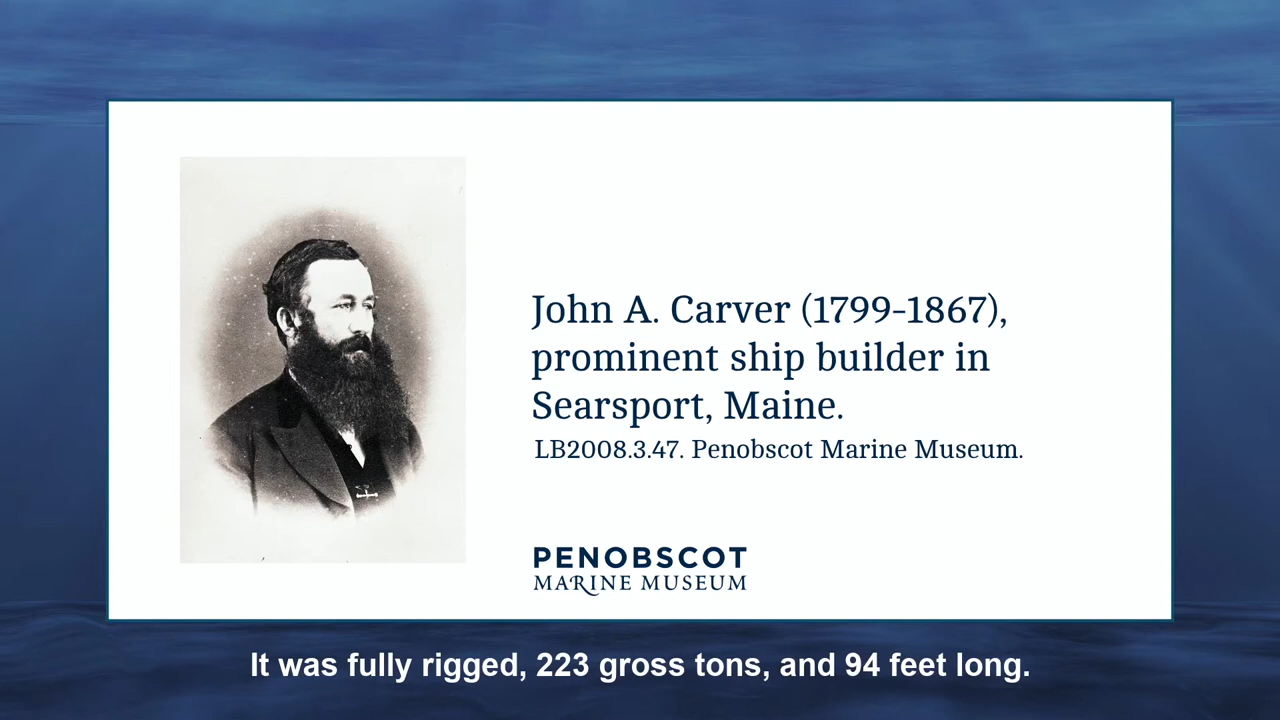 John A. Carver (1799-1867),
prominent ship builder in
Searsport, Maine.
LB2008.3.47. Penobscot Marine Museum.
PENOBSCOT
MARINE MUSEUM
It was fully rigged, 223 gross tons, and 94 feet long.